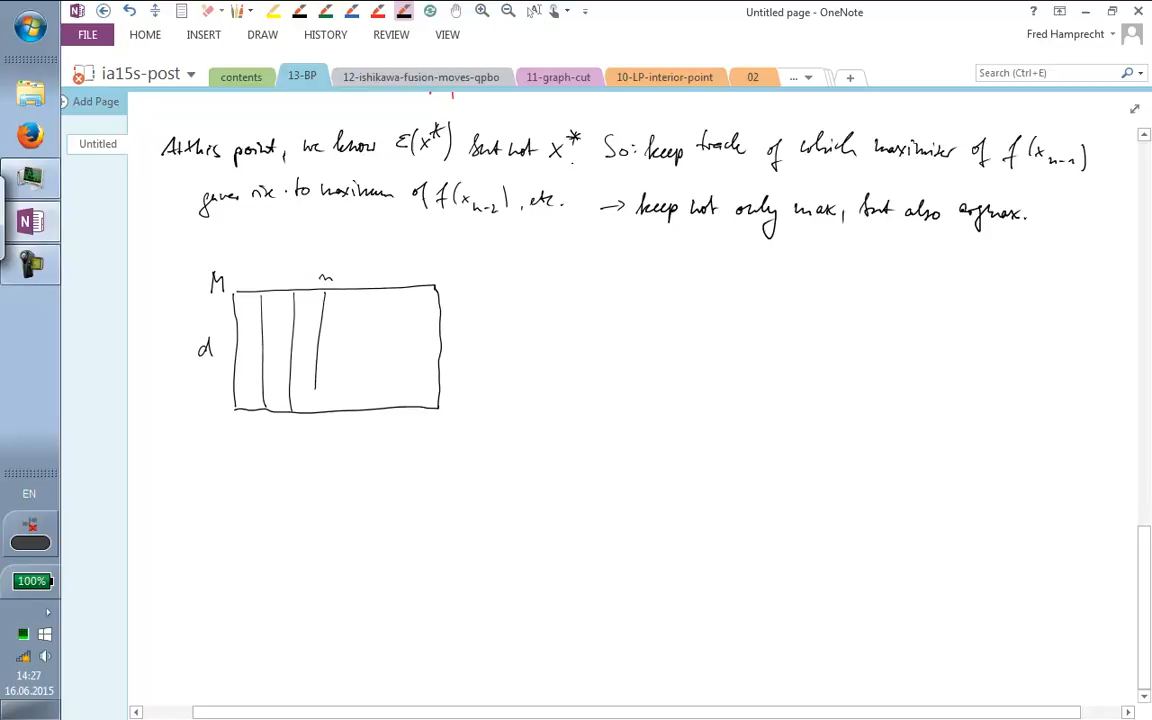 Untitled page - OneNote
FILE HOME INSERT DRAW HISTORY REVIEW VIEW
Fred Hamprecht
ia15s-post
contents 13-BP 12-ishikawa-fusion-moves-qpbo 11-graph-cut 10-LP-interior-point 02 ...
Search (Ctrl+E)
Add Page
Untitled
At this point, we know ε(x*) but not x*. So: keep track of which maximizer of f(x_{n-1})
gives rise to maximum of f(x_{n-2}), etc. → keep not only max, but also argmax.
M n
d
EN
100%
14:27
16.06.2015